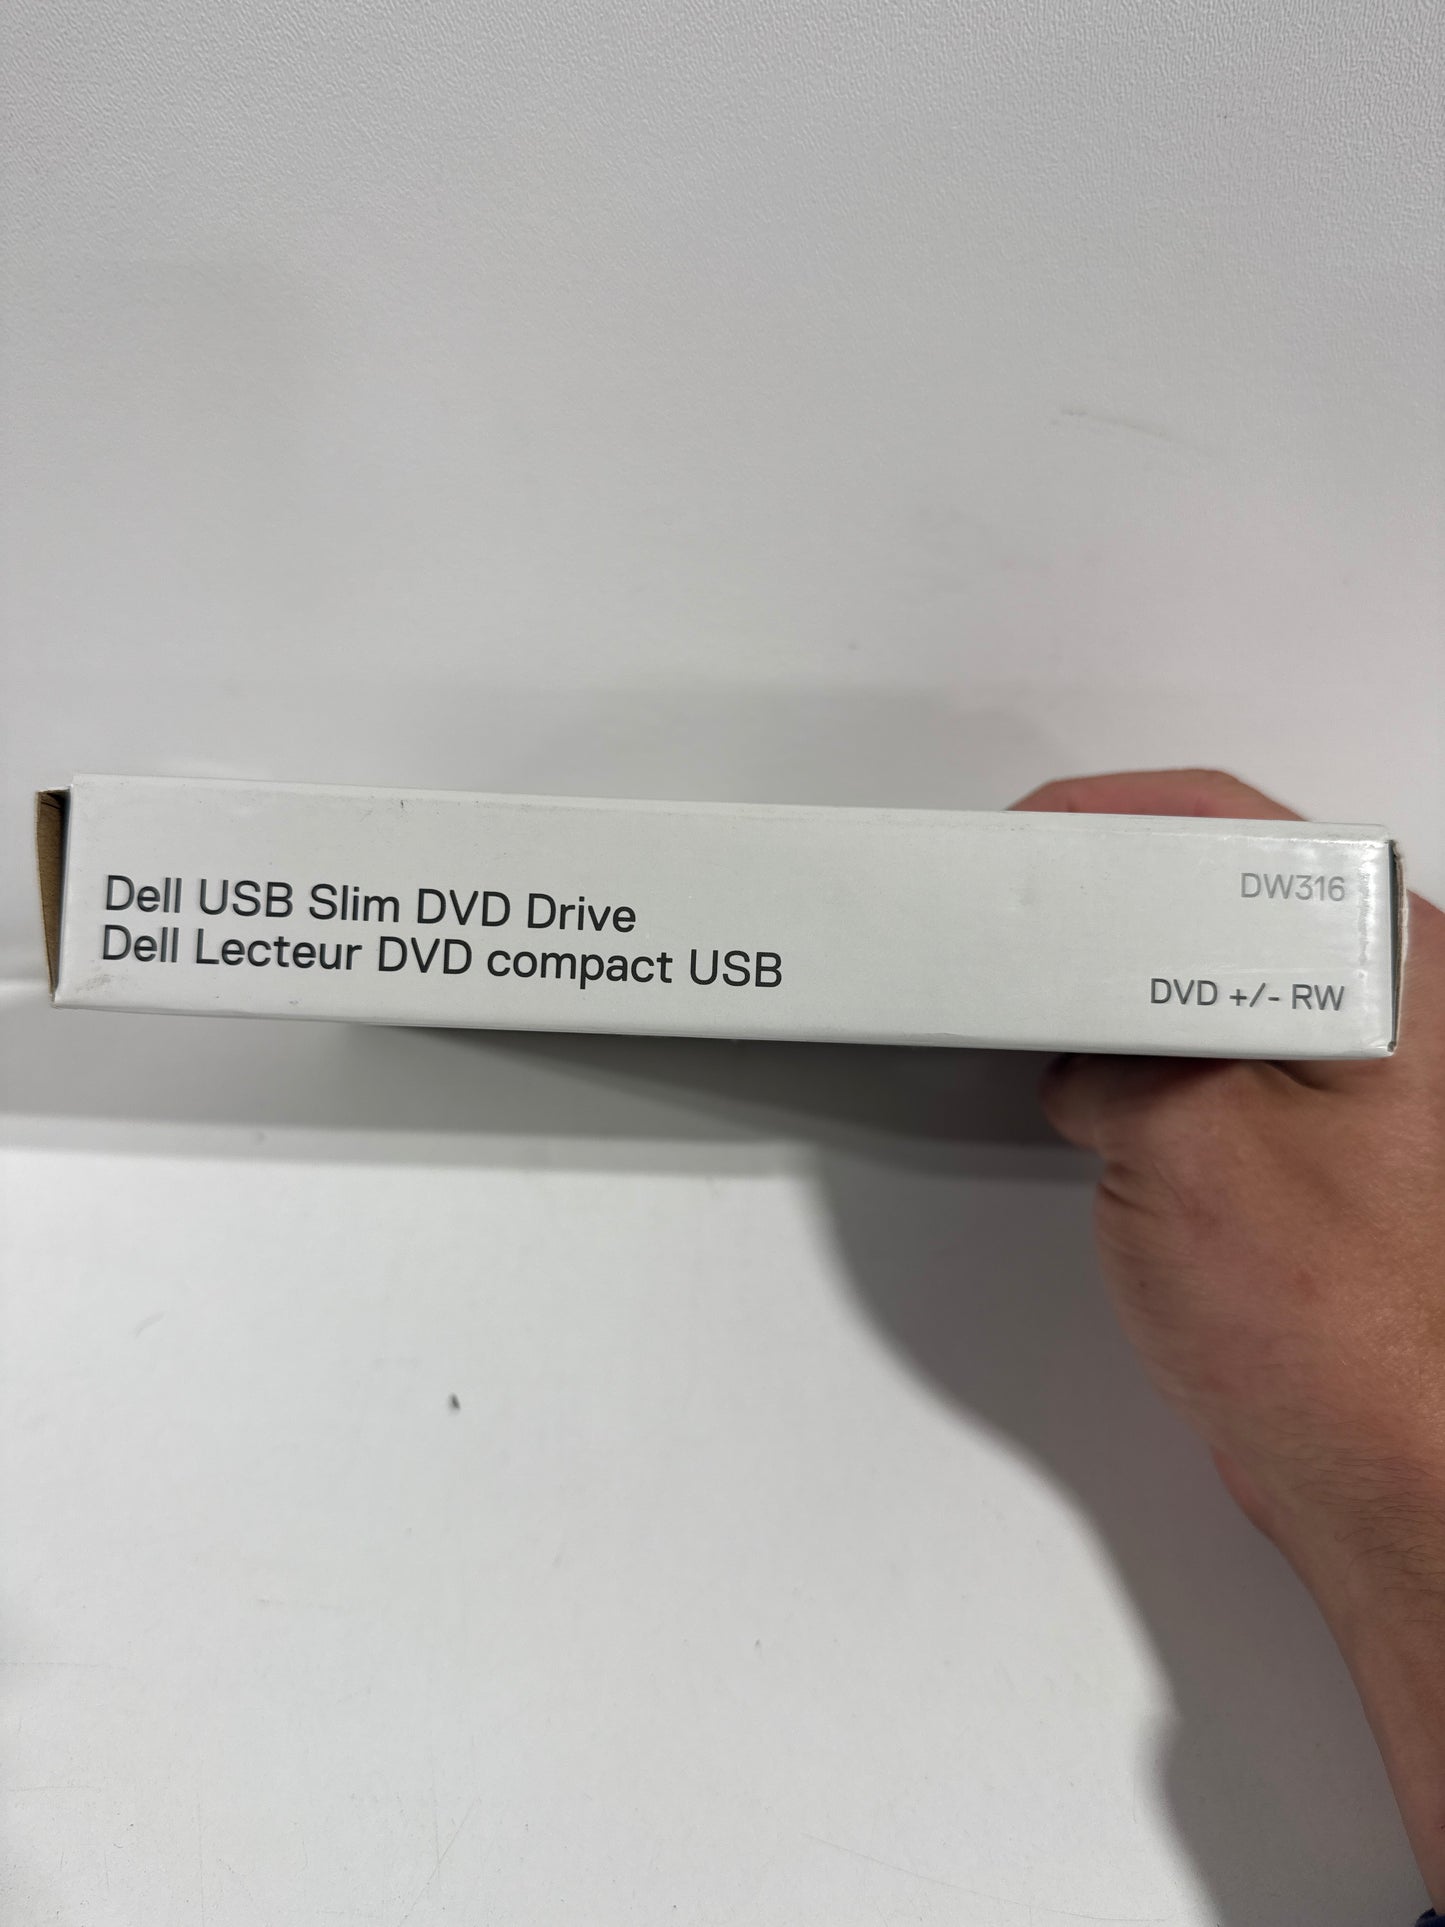 Dell USB Slim DVD Drive
Dell Lecteur DVD compact USB
DW316
DVD +/- RW